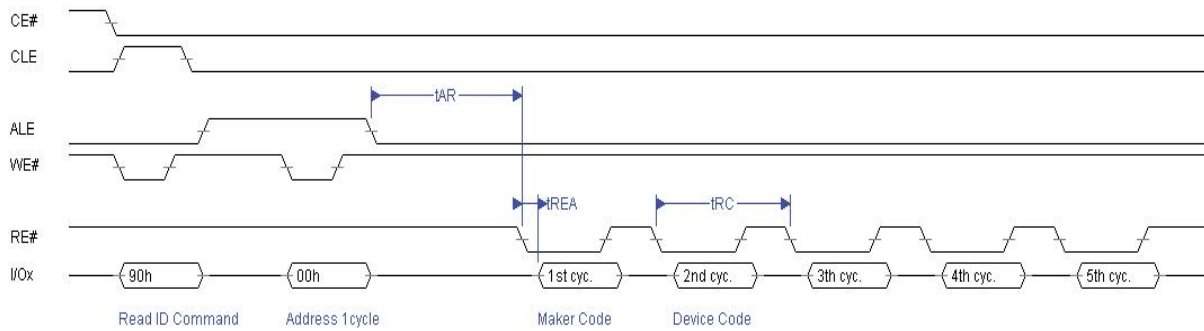 CE#
CLE
tAR
ALE
WE#
tREA
tRC
RE#
I/Ox
90h 00h 1st cyc. 2nd cyc. 3th cyc. 4th cyc. 5th cyc.
Read ID Command Address 1cycle Maker Code Device Code